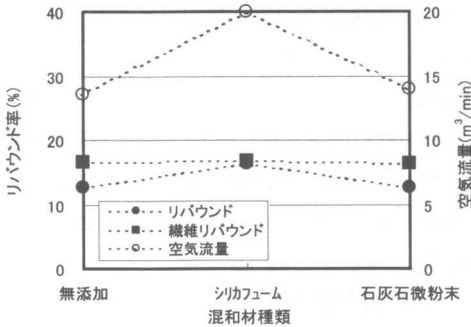 40
30
20
10
0
リバウンド率(%)
20
15
10
5
0
空気流量(m³/min)
リバウンド
繊維リバウンド
空気流量
無添加
シリカフューム
石灰石微粉末
混和材種類